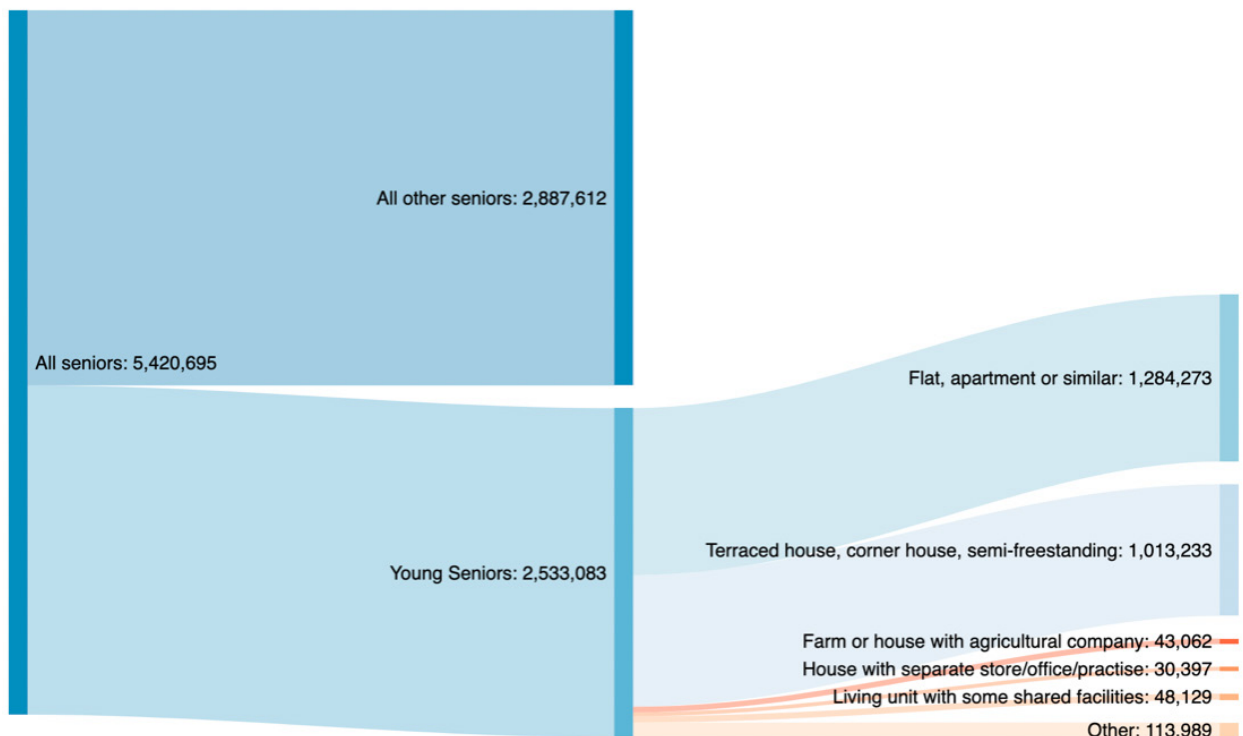 All other seniors: 2,887,612
All seniors: 5,420,695
Flat, apartment or similar: 1,284,273
Terraced house, corner house, semi-freestanding: 1,013,233
Young Seniors: 2,533,083
Farm or house with agricultural company: 43,062
House with separate store/office/practise: 30,397
Living unit with some shared facilities: 48,129
Other: 113,989